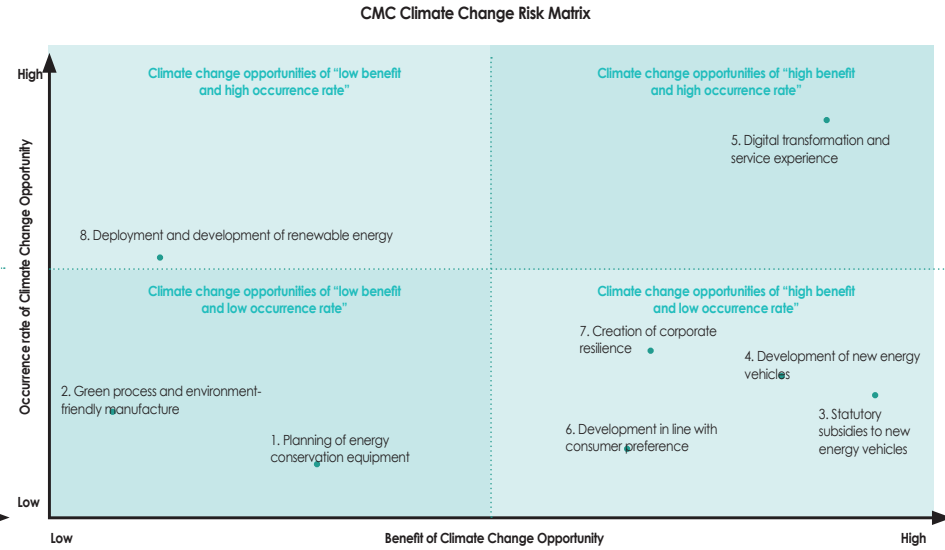 CMC Climate Change Risk Matrix
High
Climate change opportunities of “low benefit
and high occurrence rate”
Climate change opportunities of “high benefit
and high occurrence rate”
5. Digital transformation and
service experience
Occurrence rate of Climate Change Opportunity
8. Deployment and development of renewable energy
Climate change opportunities of “low benefit
and low occurrence rate”
Climate change opportunities of “high benefit
and low occurrence rate”
7. Creation of corporate
resilience
4. Development of new energy
vehicles
2. Green process and environment-
friendly manufacture
3. Statutory
subsidies to new
energy vehicles
6. Development in line with
consumer preference
1. Planning of energy
conservation equipment
Low
Low
Benefit of Climate Change Opportunity
High